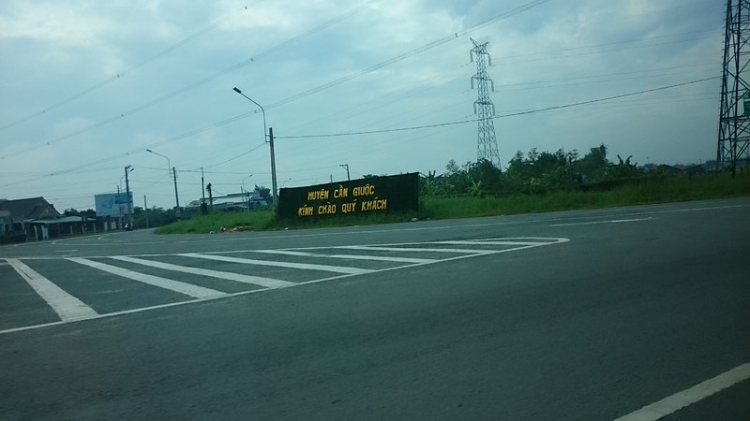 HUYỆN CẦN GIUỘC
KÍNH CHÀO QUÝ KHÁCH